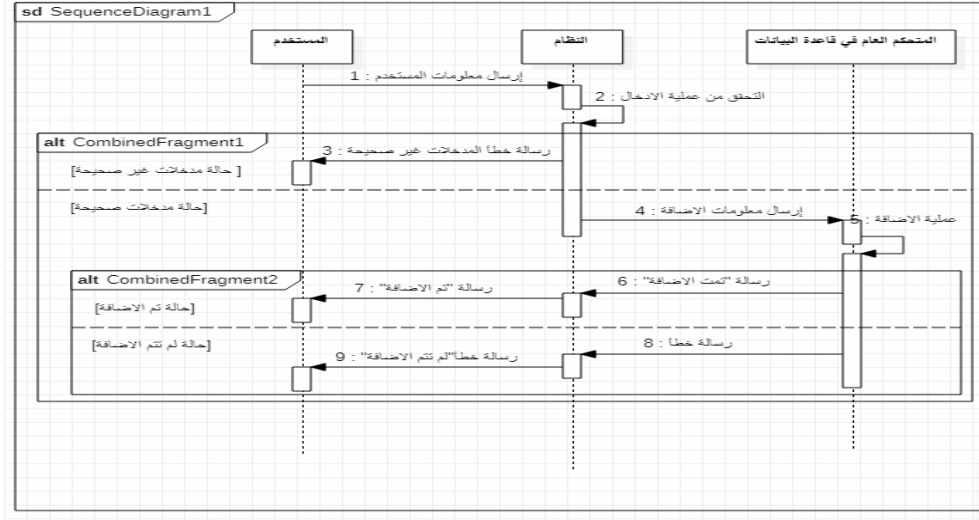 sd SequenceDiagram1
المستخدم
النظام
المتحكم العام في قاعدة البيانات
1 : إرسال معلومات المستخدم
2 : التحقق من عملية الادخال
alt CombinedFragment1
3 : رسالة خطأ المدخلات غير صحيحة
[حالة مدخلات غير صحيحة ]
[حالة مدخلات صحيحة]
4 : إرسال معلومات الاضافة
5 : عملية الاضافة
alt CombinedFragment2
6 : رسالة "تمت الاضافة"
7 : رسالة "تم الاضافة"
[حالة تم الاضافة]
[حالة لم تتم الاضافة]
8 : رسالة خطأ
9 : رسالة خطأ"لم تتم الاضافة"